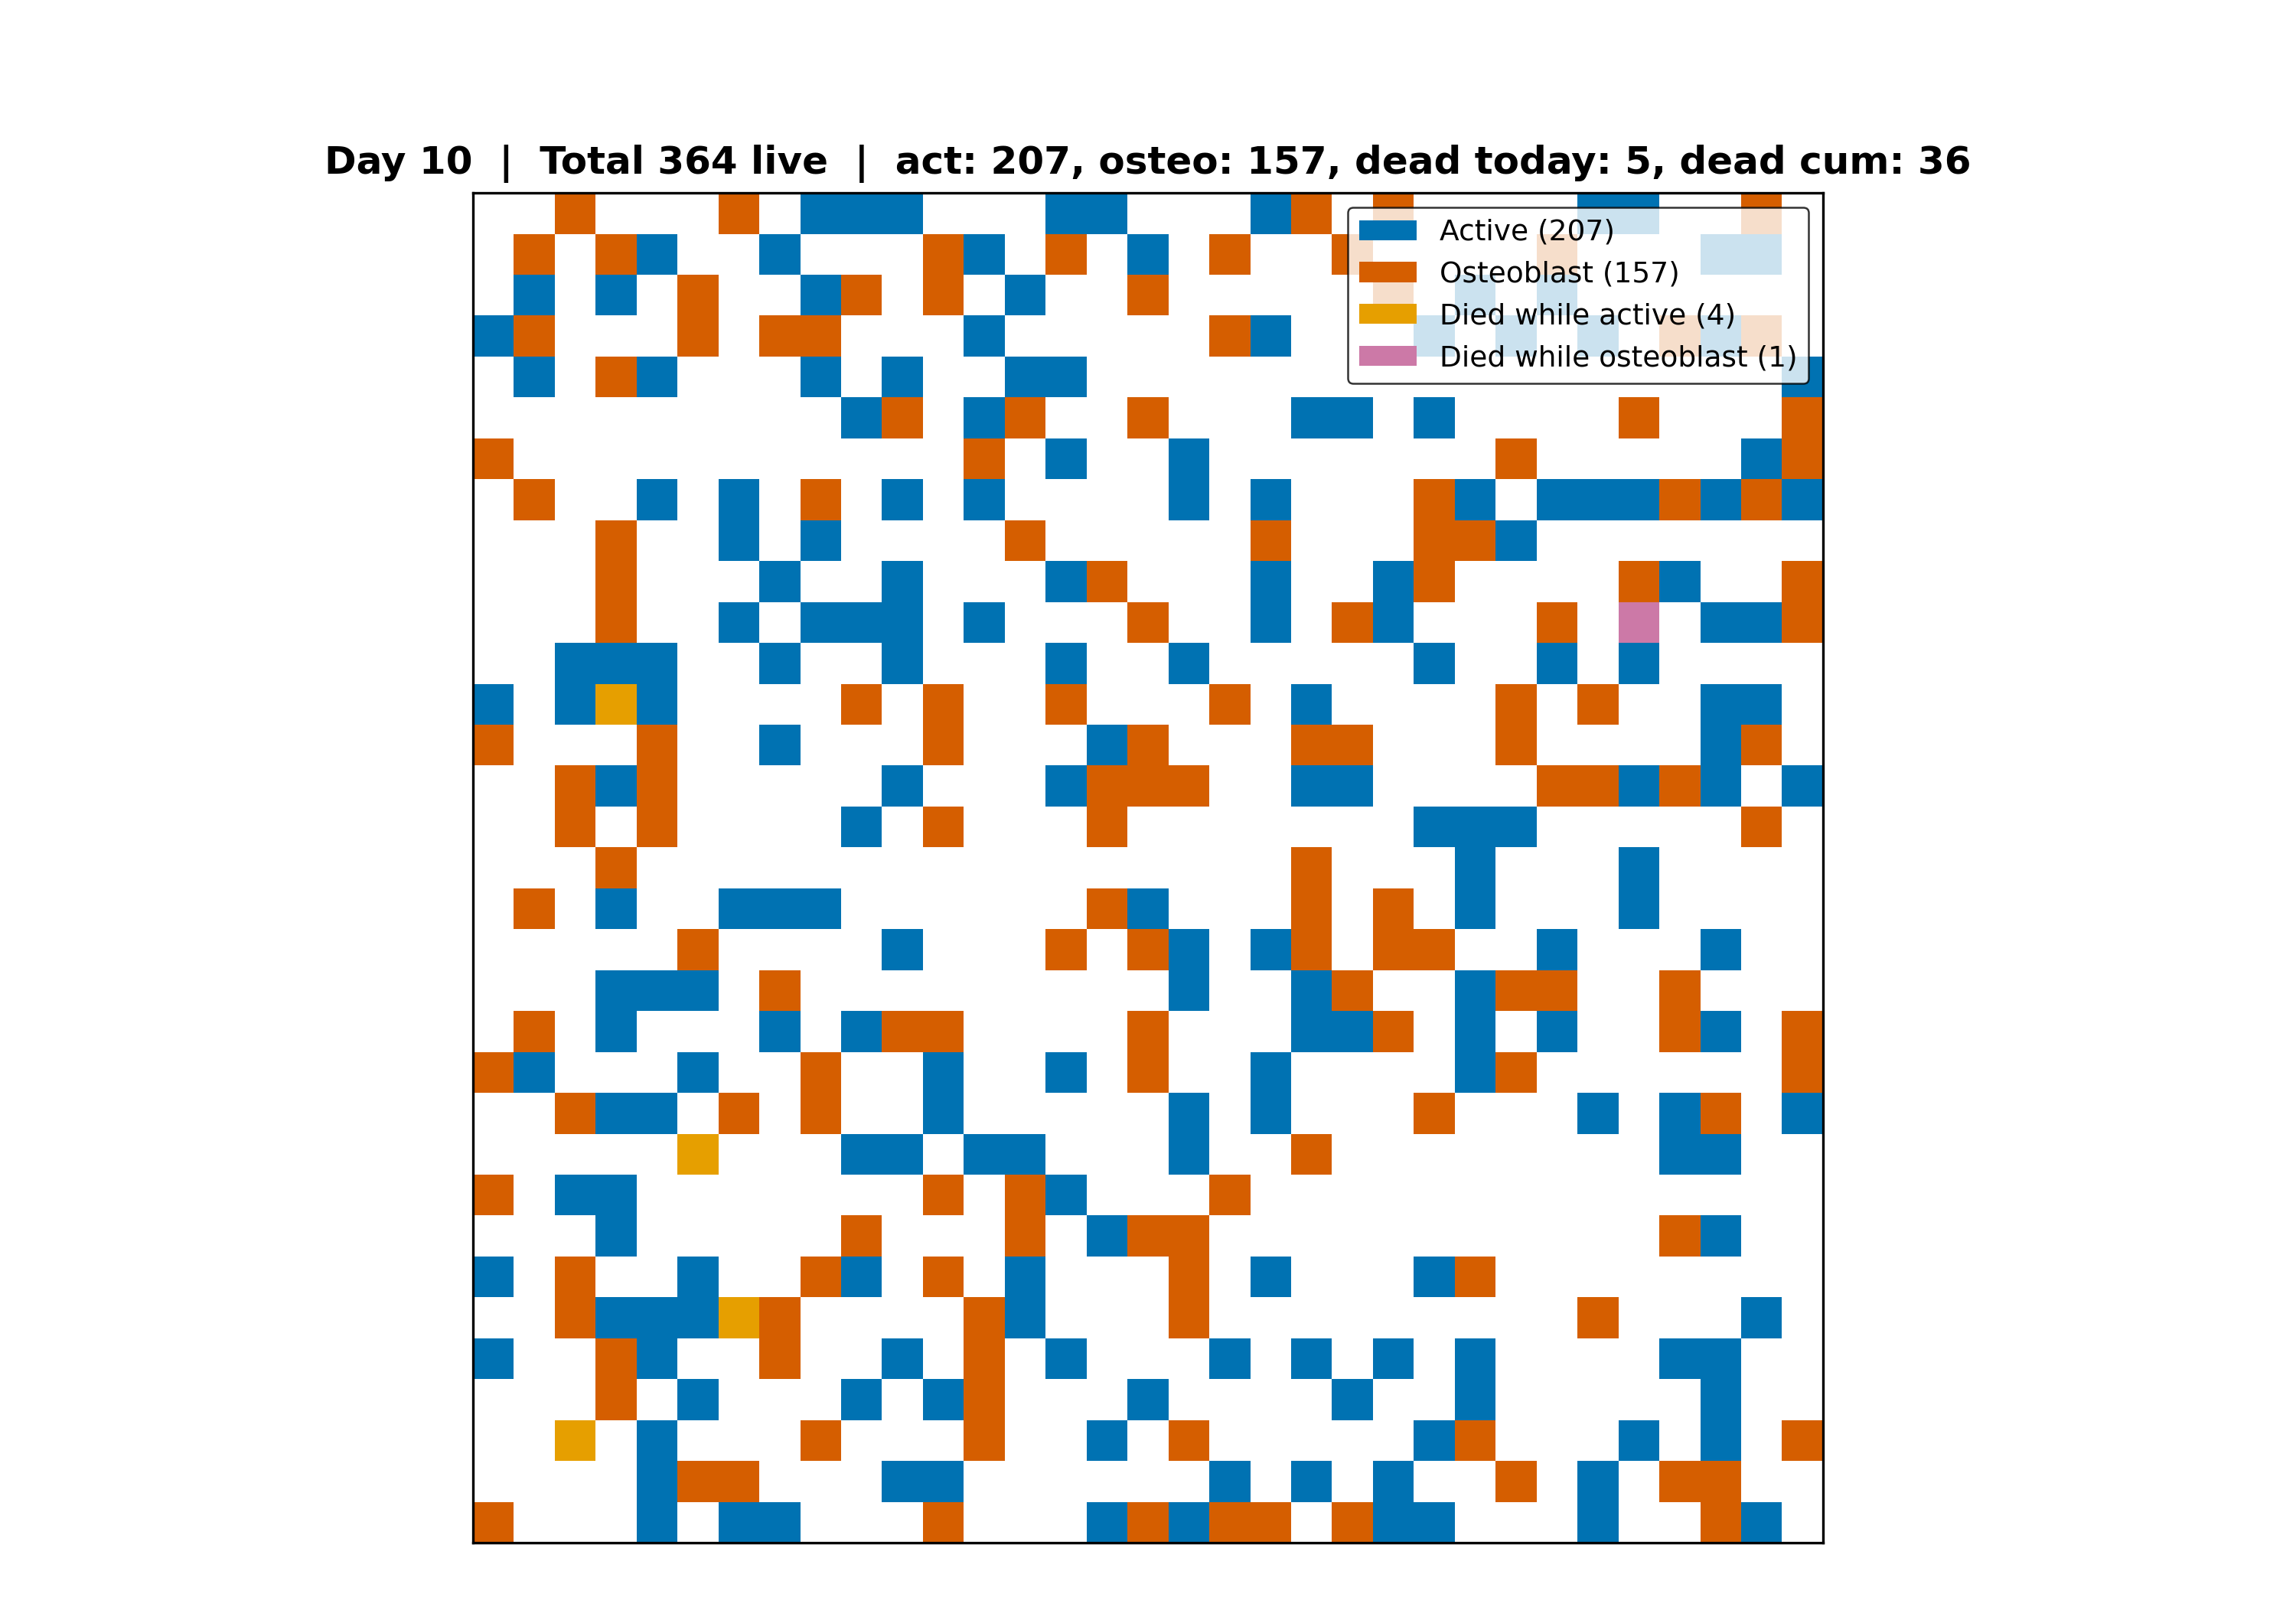 Day 10 | Total 364 live | act: 207, osteo: 157, dead today: 5, dead cum: 36
Active (207)
Osteoblast (157)
Died while active (4)
Died while osteoblast (1)